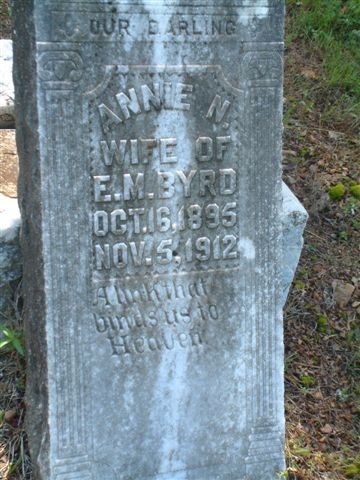 OUR DARLING
ANNIE N.
WIFE OF
E.M.BYRD
OCT.16,1895
NOV.5,1912
A link that
binds us to
Heaven